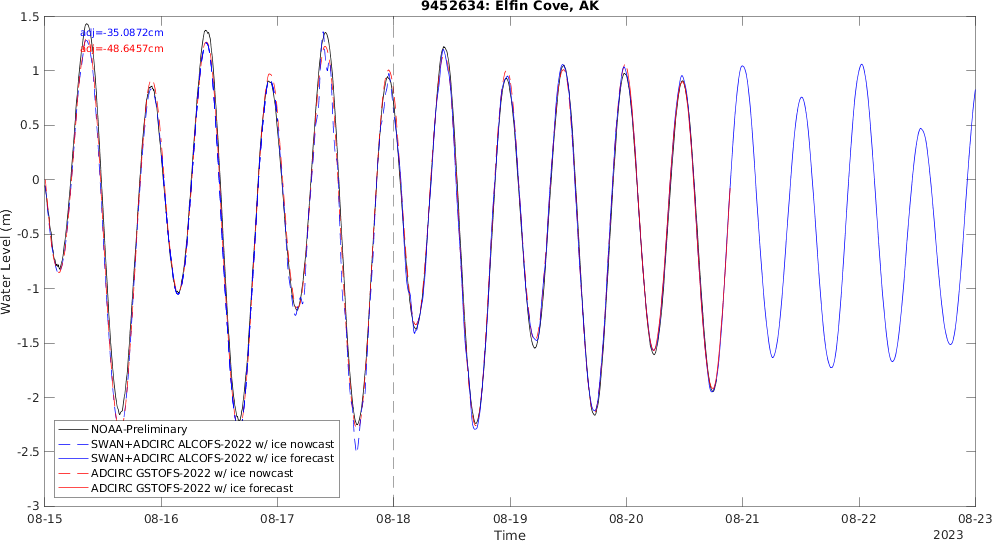 9452634: Elfin Cove, AK
adj=-35.0872cm
adj=-48.6457cm
1.5
1
0.5
0
-0.5
-1
-1.5
-2
-2.5
-3
Water Level (m)
NOAA-Preliminary
SWAN+ADCIRC ALCOFS-2022 w/ ice nowcast
SWAN+ADCIRC ALCOFS-2022 w/ ice forecast
ADCIRC GSTOFS-2022 w/ ice nowcast
ADCIRC GSTOFS-2022 w/ ice forecast
08-15 08-16 08-17 08-18 08-19 08-20 08-21 08-22 08-23
Time
2023